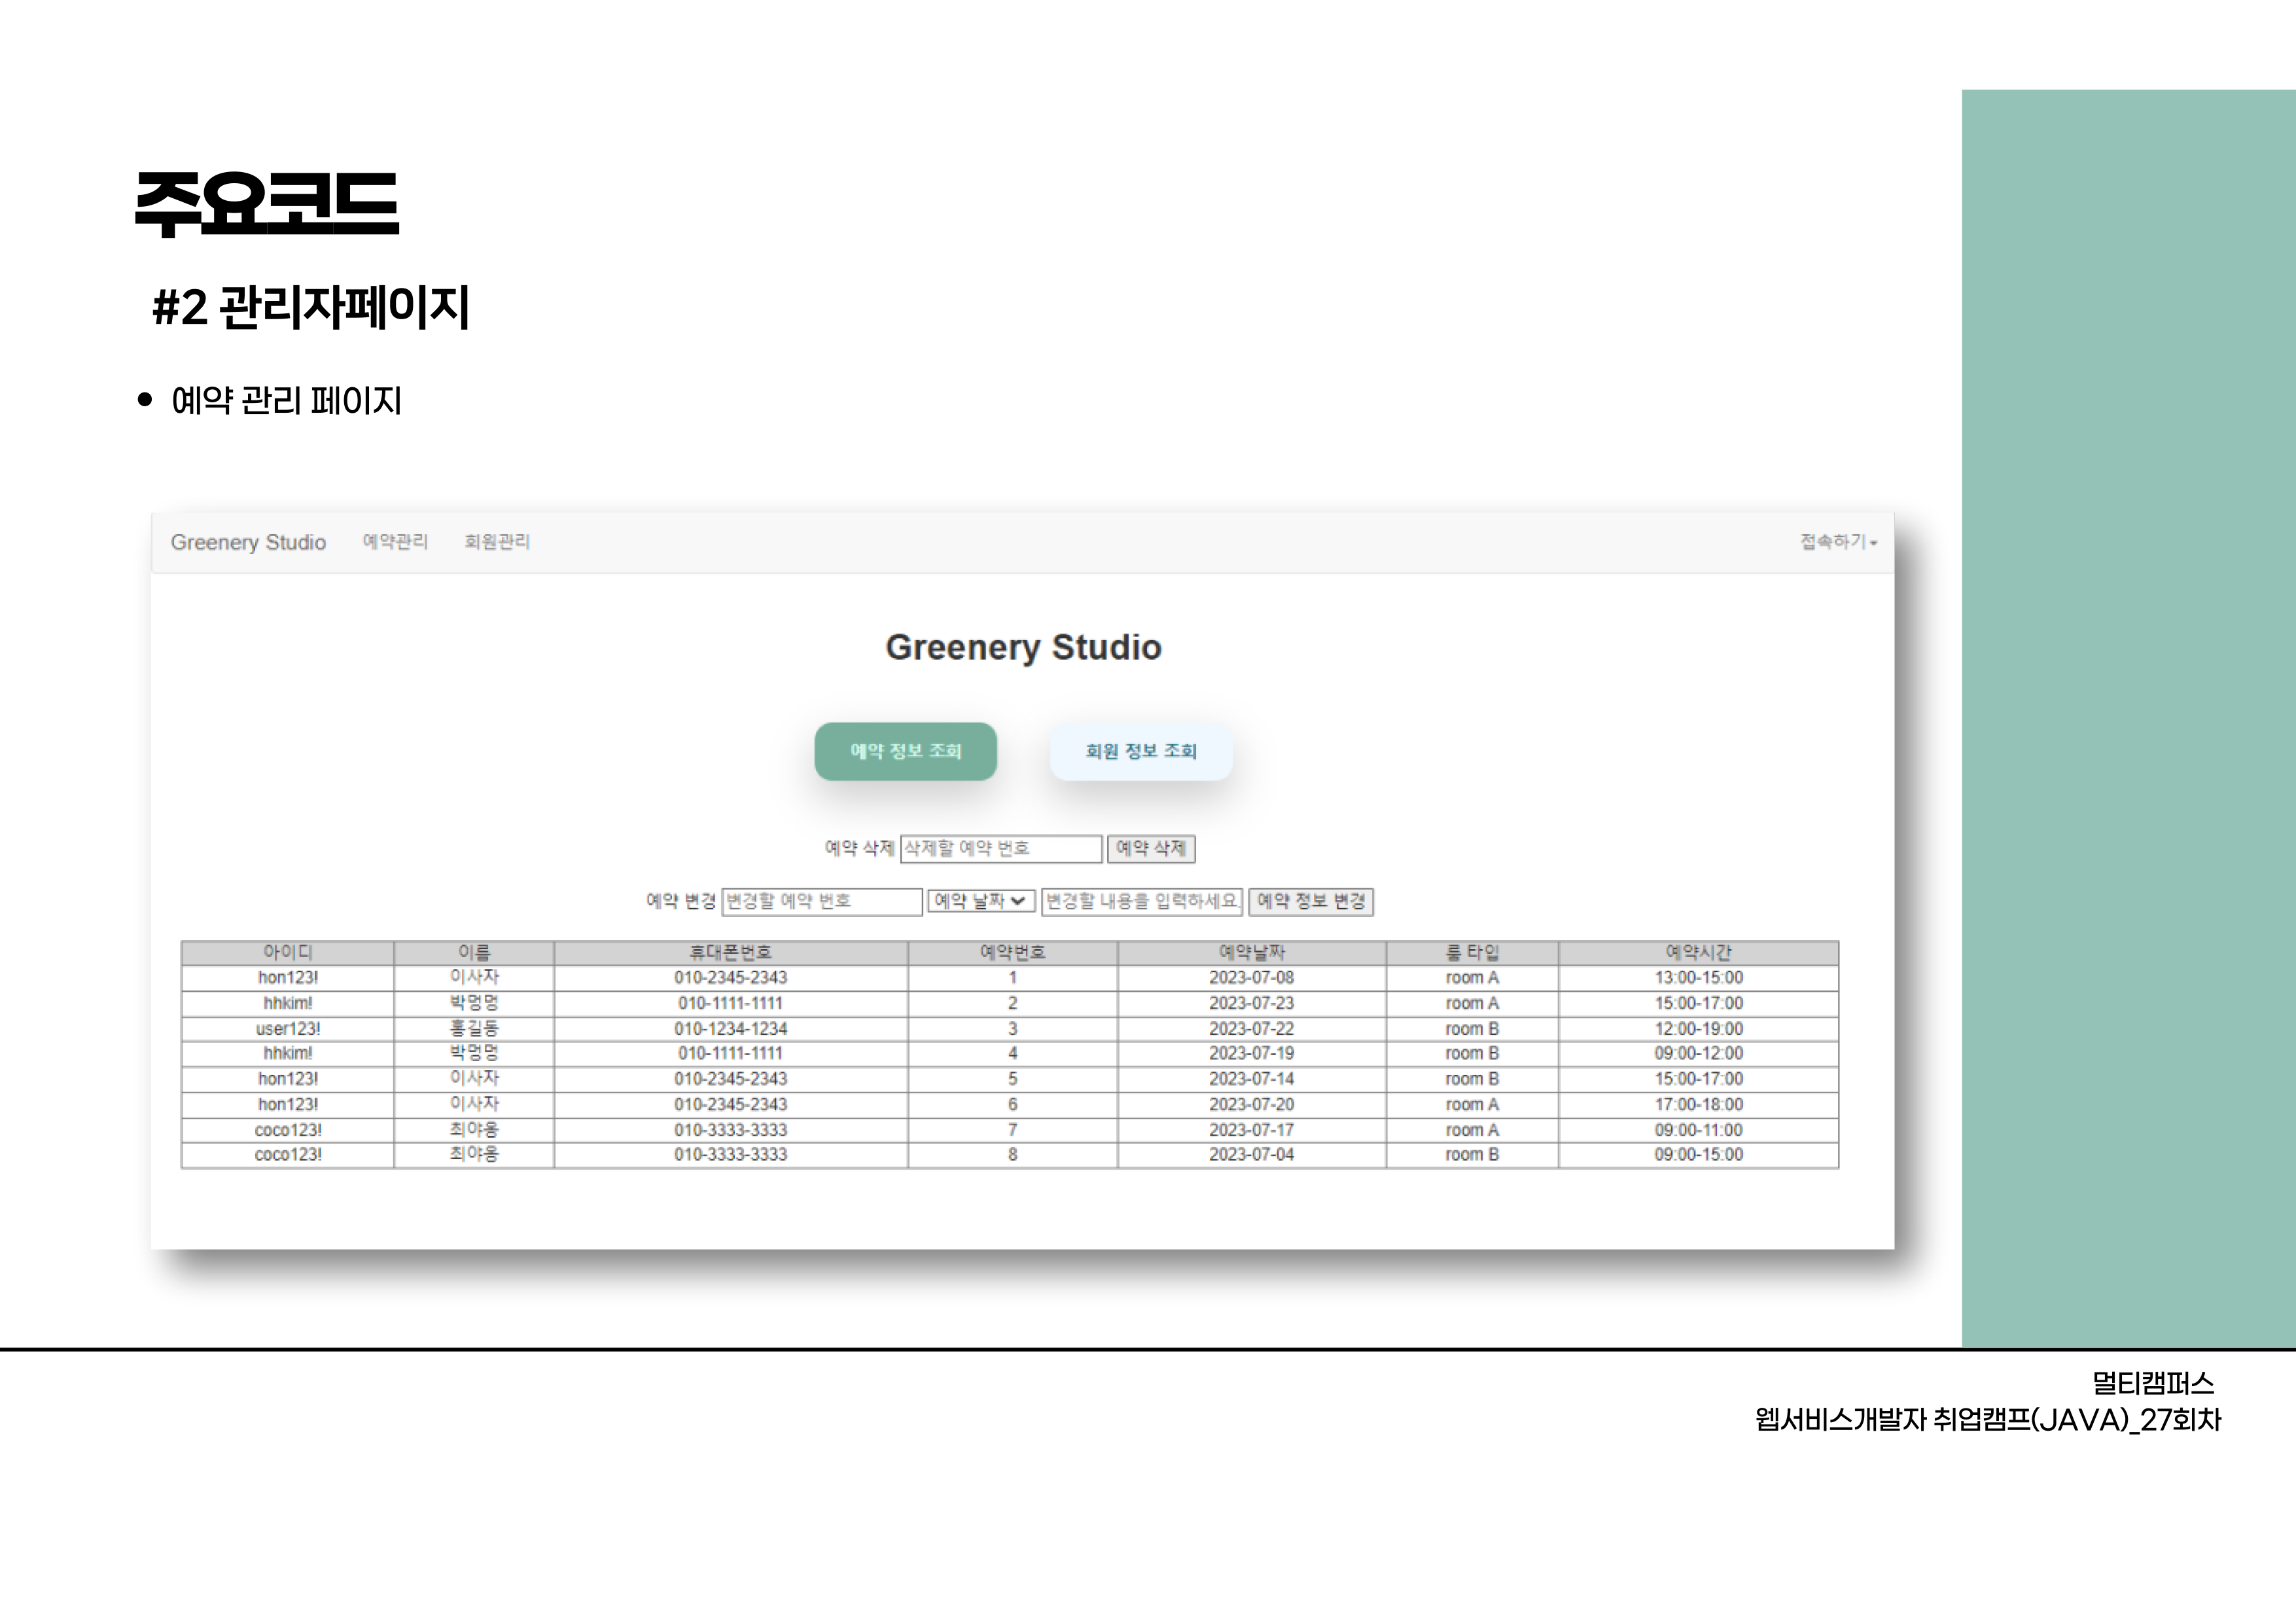 주요코드
#2 관리자페이지
• 예약 관리 페이지
Greenery Studio 예약관리 회원관리 접속하기
Greenery Studio
예약 정보 조회 회원 정보 조회
예약 삭제 삭제할 예약 번호 예약 삭제
예약 변경 변경할 예약 번호 예약 날짜 변경할 내용을 입력하세요. 예약 정보 변경
아이디 이름 휴대폰번호 예약번호 예약날짜 룸 타입 예약시간
hon123! 이사자 010-2345-2343 1 2023-07-08 room A 13:00-15:00
hhkim! 박멍멍 010-1111-1111 2 2023-07-23 room A 15:00-17:00
user123! 홍길동 010-1234-1234 3 2023-07-22 room B 12:00-19:00
hhkim! 박멍멍 010-1111-1111 4 2023-07-19 room B 09:00-12:00
hon123! 이사자 010-2345-2343 5 2023-07-14 room B 15:00-17:00
hon123! 이사자 010-2345-2343 6 2023-07-20 room A 17:00-18:00
coco123! 최야옹 010-3333-3333 7 2023-07-17 room A 09:00-11:00
coco123! 최야옹 010-3333-3333 8 2023-07-04 room B 09:00-15:00
멀티캠퍼스
웹서비스개발자 취업캠프(JAVA)_27회차